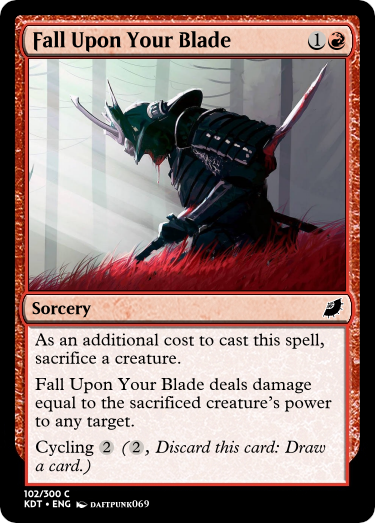 Fall Upon Your Blade 1
Sorcery
As an additional cost to cast this spell,
sacrifice a creature.
Fall Upon Your Blade deals damage
equal to the sacrificed creature's power
to any target.
Cycling 2 (2, Discard this card: Draw
a card.)
102/300 C
KDT • ENG DAFTPUNK069